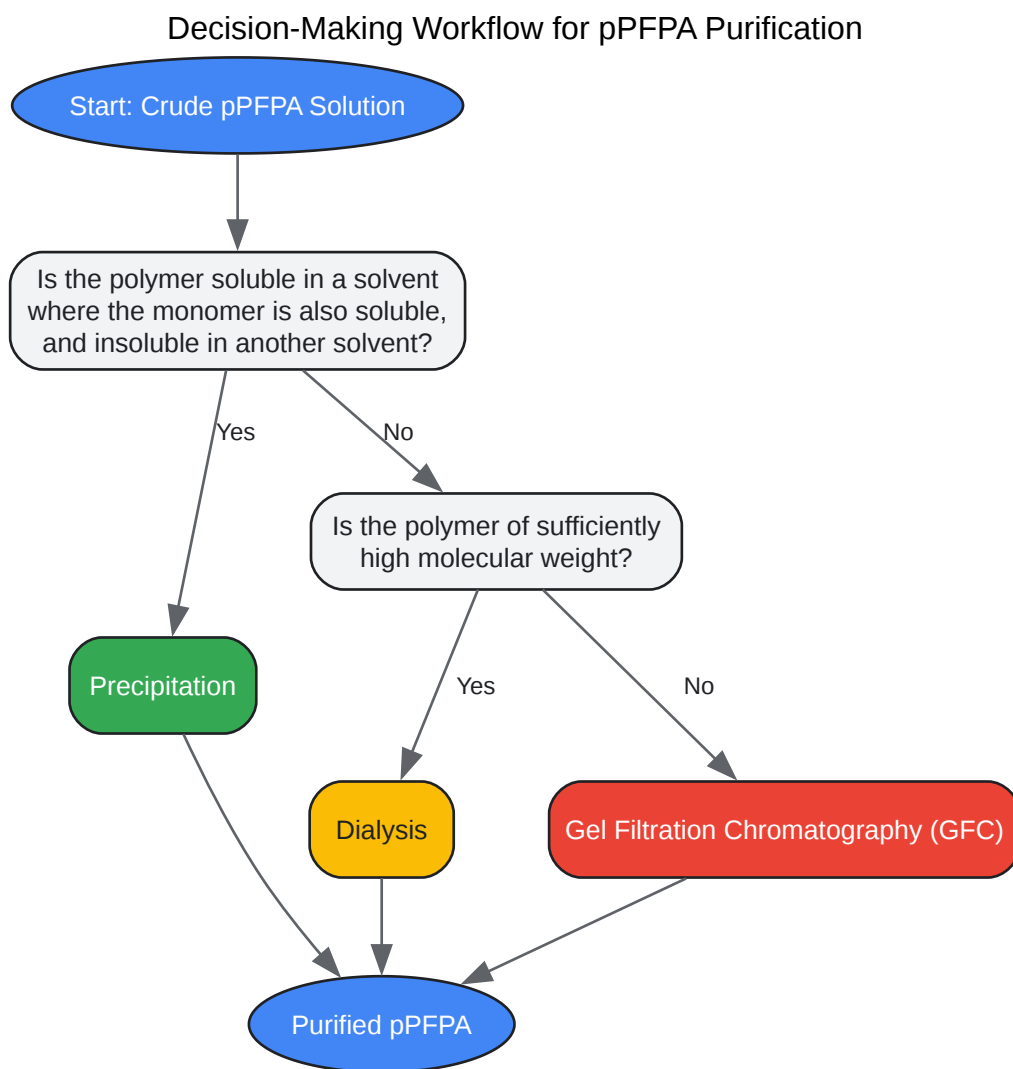 Decision-Making Workflow for pPFPA Purification
Start: Crude pPFPA Solution
Is the polymer soluble in a solvent
where the monomer is also soluble,
and insoluble in another solvent?
Yes
No
Is the polymer of sufficiently
high molecular weight?
Precipitation
Yes
No
Dialysis
Gel Filtration Chromatography (GFC)
Purified pPFPA